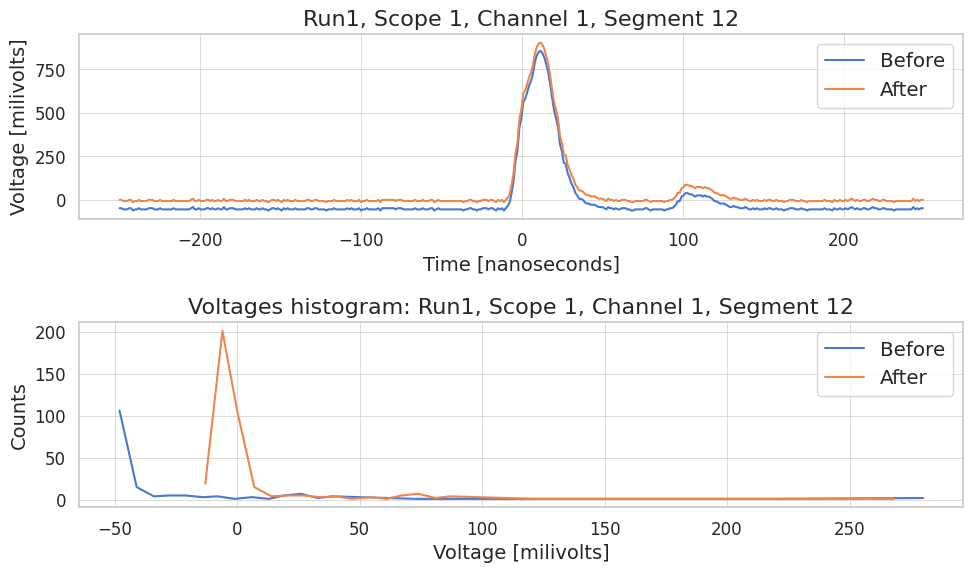 Run1, Scope 1, Channel 1, Segment 12
Voltage [milivolts]
750
500
250
0
Before
After
−200
−100
0
100
200
Time [nanoseconds]
Voltages histogram: Run1, Scope 1, Channel 1, Segment 12
Counts
200
150
100
50
0
Before
After
−50
0
50
100
150
200
250
Voltage [milivolts]